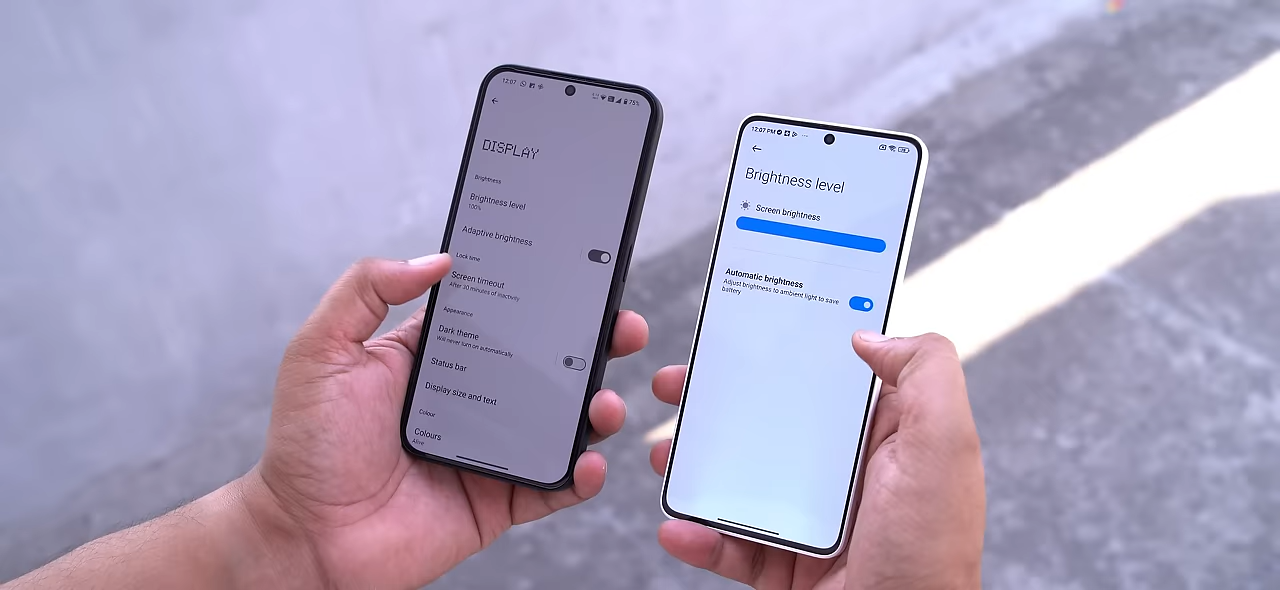 12:07
75%
DISPLAY
Brightness
Brightness level
100%
Adaptive brightness
Lock time
Screen timeout
After 30 minutes of inactivity
Appearance
Dark theme
Will never turn on automatically
Status bar
Display size and text
Colour
Colours
Alive
12:07 PM
Brightness level
Screen brightness
Automatic brightness
Adjust brightness to ambient light to save
battery